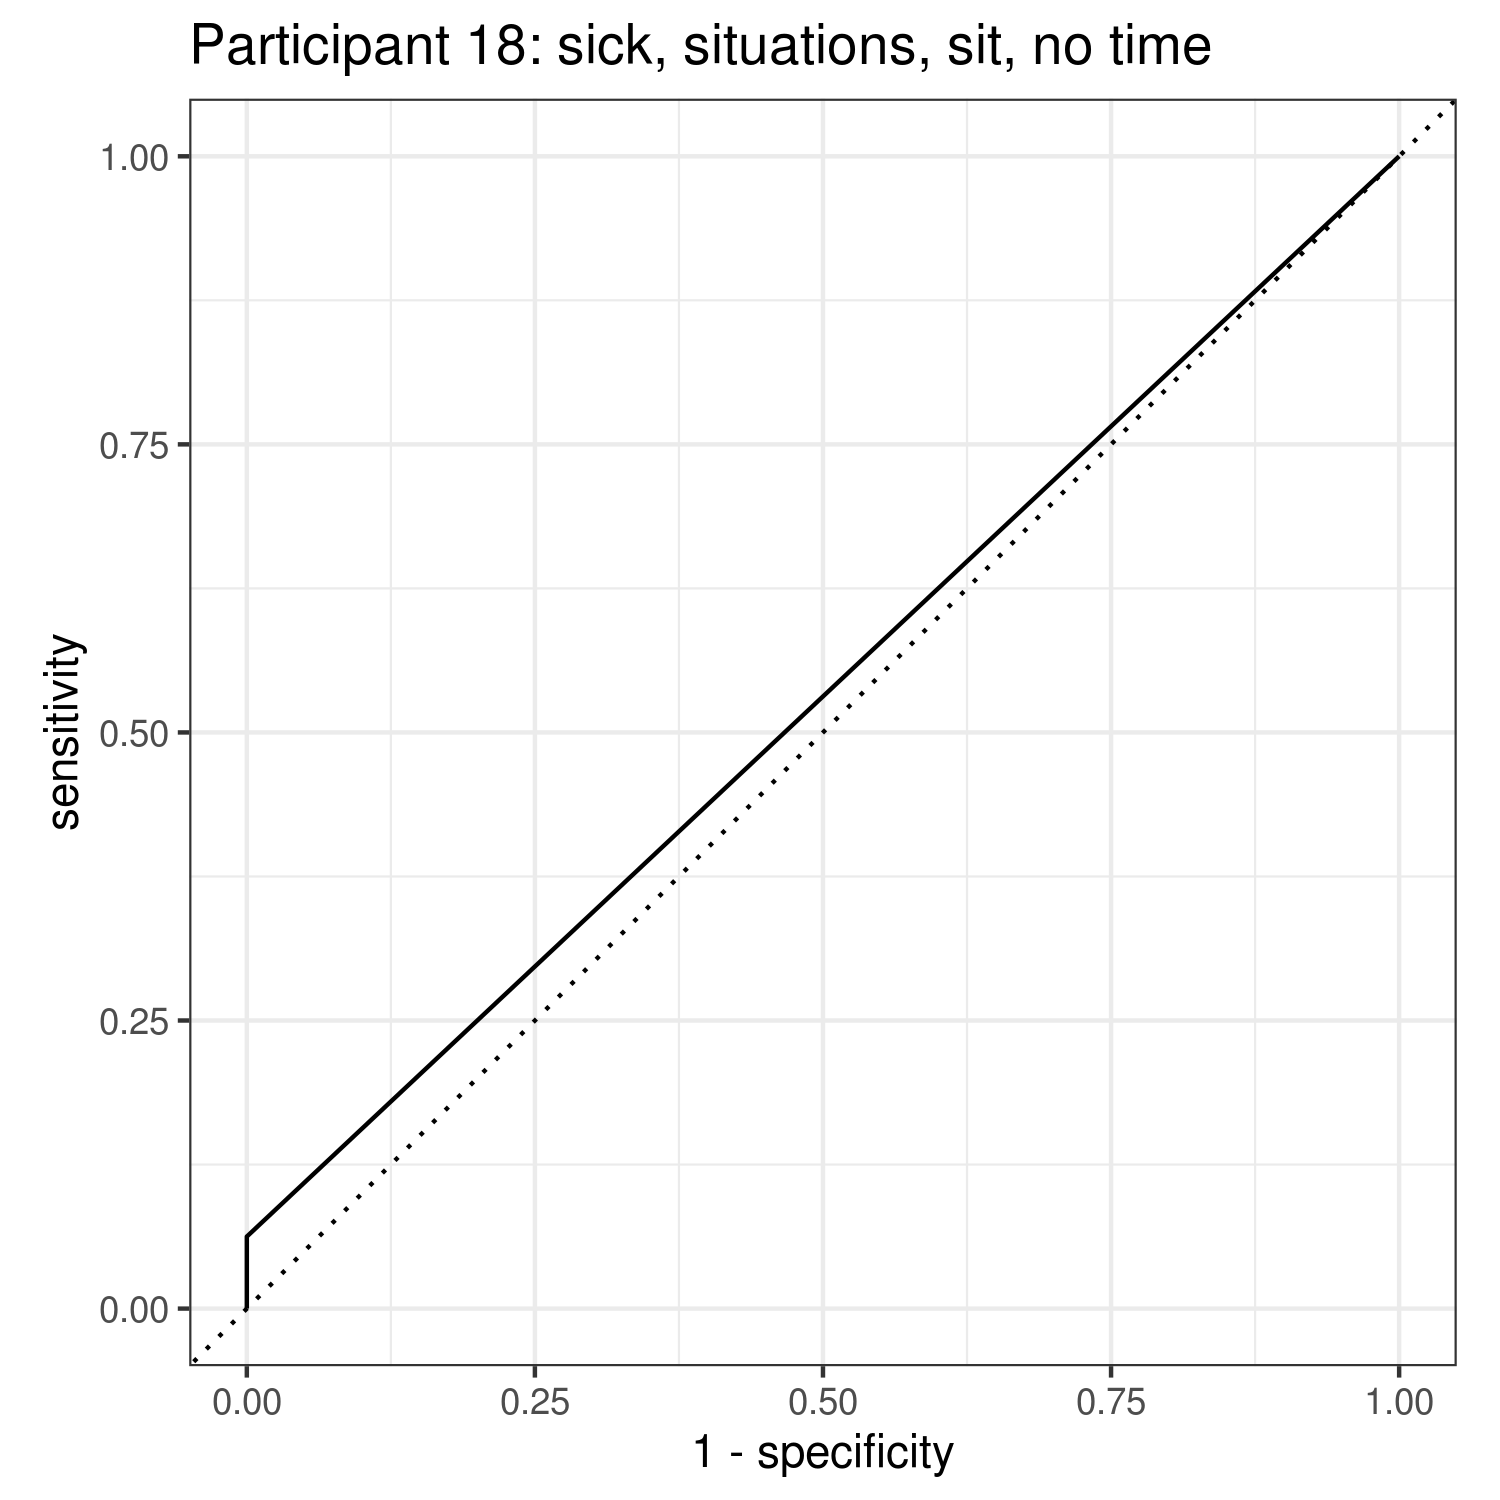 Participant 18: sick, situations, sit, no time
1.00
0.75
0.50
0.25
0.00
sensitivity
0.00 0.25 0.50 0.75 1.00
1 - specificity